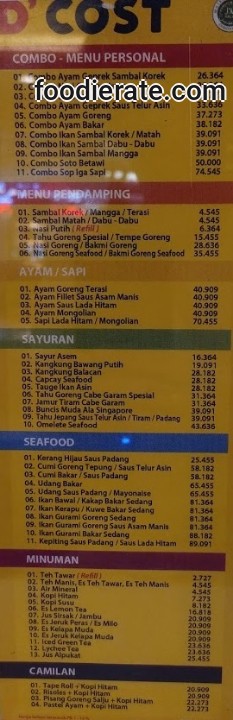 D'COST
COMBO - MENU PERSONAL
01. Combo Ayam Geprek Sambal Korek 26.364
foodierate.com
04. Combo Ayam Geprek Saus Telur Asin 33.636
05. Combo Ayam Goreng 37.273
06. Combo Ayam Bakar 38.182
07. Combo Ikan Sambal Korek / Matah 39.091
08. Combo Ikan Sambal Dabu - Dabu 39.091
09. Combo Ikan Sambal Mangga 39.091
10. Combo Soto Betawi 50.000
11. Combo Sop Iga Sapi 74.545
MENU PENDAMPING
01. Sambal Korek / Mangga / Terasi 4.545
02. Sambal Matah / Dabu - Dabu 4.545
03. Nasi Putih (Refill) 6.364
04. Tahu Goreng Spesial / Tempe Goreng 15.455
05. Nasi Goreng / Bakmi Goreng 28.636
06. Nasi Goreng / Bakmi Goreng Seafood 35.455
AYAM / SAPI
01. Ayam Goreng Terasi 40.909
02. Ayam Fillet Saus Asam Manis 40.909
03. Ayam Saus Lada Hitam 40.909
04. Ayam Mongolian 40.909
05. Sapi Lada Hitam / Mongolian 70.455
SAYURAN
01. Sayur Asem 16.364
02. Kangkung Bawang Putih 19.091
03. Kangkung Balacan 28.182
04. Capcay Seafood 28.182
05. Tauge Ikan Asin 28.182
06. Tahu Goreng Cabe Garam Spesial 31.364
07. Jamur Tiram Cabe Garam 31.364
08. Buncis Muda Ala Singapore 39.091
09. Tahu Jepang Saus Telur Asin / Tiram / Padang 39.091
10. Omelete Seafood 43.636
SEAFOOD
01. Kerang Hijau Saus Padang 25.455
02. Cumi Goreng Tepung / Saus Telur Asin 58.182
03. Cumi Bakar / Saus Padang 58.182
04. Udang Bakar 65.455
05. Udang Saus Padang / Mayonaise 65.455
06. Ikan Bawal / Kakap Bakar Sedang 81.364
07. Ikan Kerapu / Kuwe Bakar Sedang 81.364
08. Ikan Gurami Goreng Sedang 81.364
09. Ikan Gurami Goreng Saus Asam Manis 81.364
10. Ikan Gurami Bakar Sedang 88.182
11. Kepiting Saus Padang / Saus Lada Hitam 89.091
MINUMAN
01. Teh Tawar (Refill) 2.727
02. Teh Manis, Es Teh Tawar, Es Teh Manis 4.545
03. Air Mineral 4.545
04. Kopi Hitam 7.273
05. Kopi Susu 8.182
06. Es Lemon Tea 16.818
07. Jus Sirsak / Jambu 20.909
08. Es Jeruk Peras / Es Milo 20.909
09. Es Kelapa Muda 20.909
10. Es Jeruk Kelapa Muda 20.909
11. Iced Green Tea 23.636
12. Lychee Tea 23.636
13. Jus Alpukat 25.455
CAMILAN
01. Tape Roll + Kopi Hitam 20.909
02. Risoles + Kopi Hitam 20.909
03. Pisang Goreng Biji + Kopi Hitam 22.273
04. Pastel Ayam + Kopi Hitam 22.273